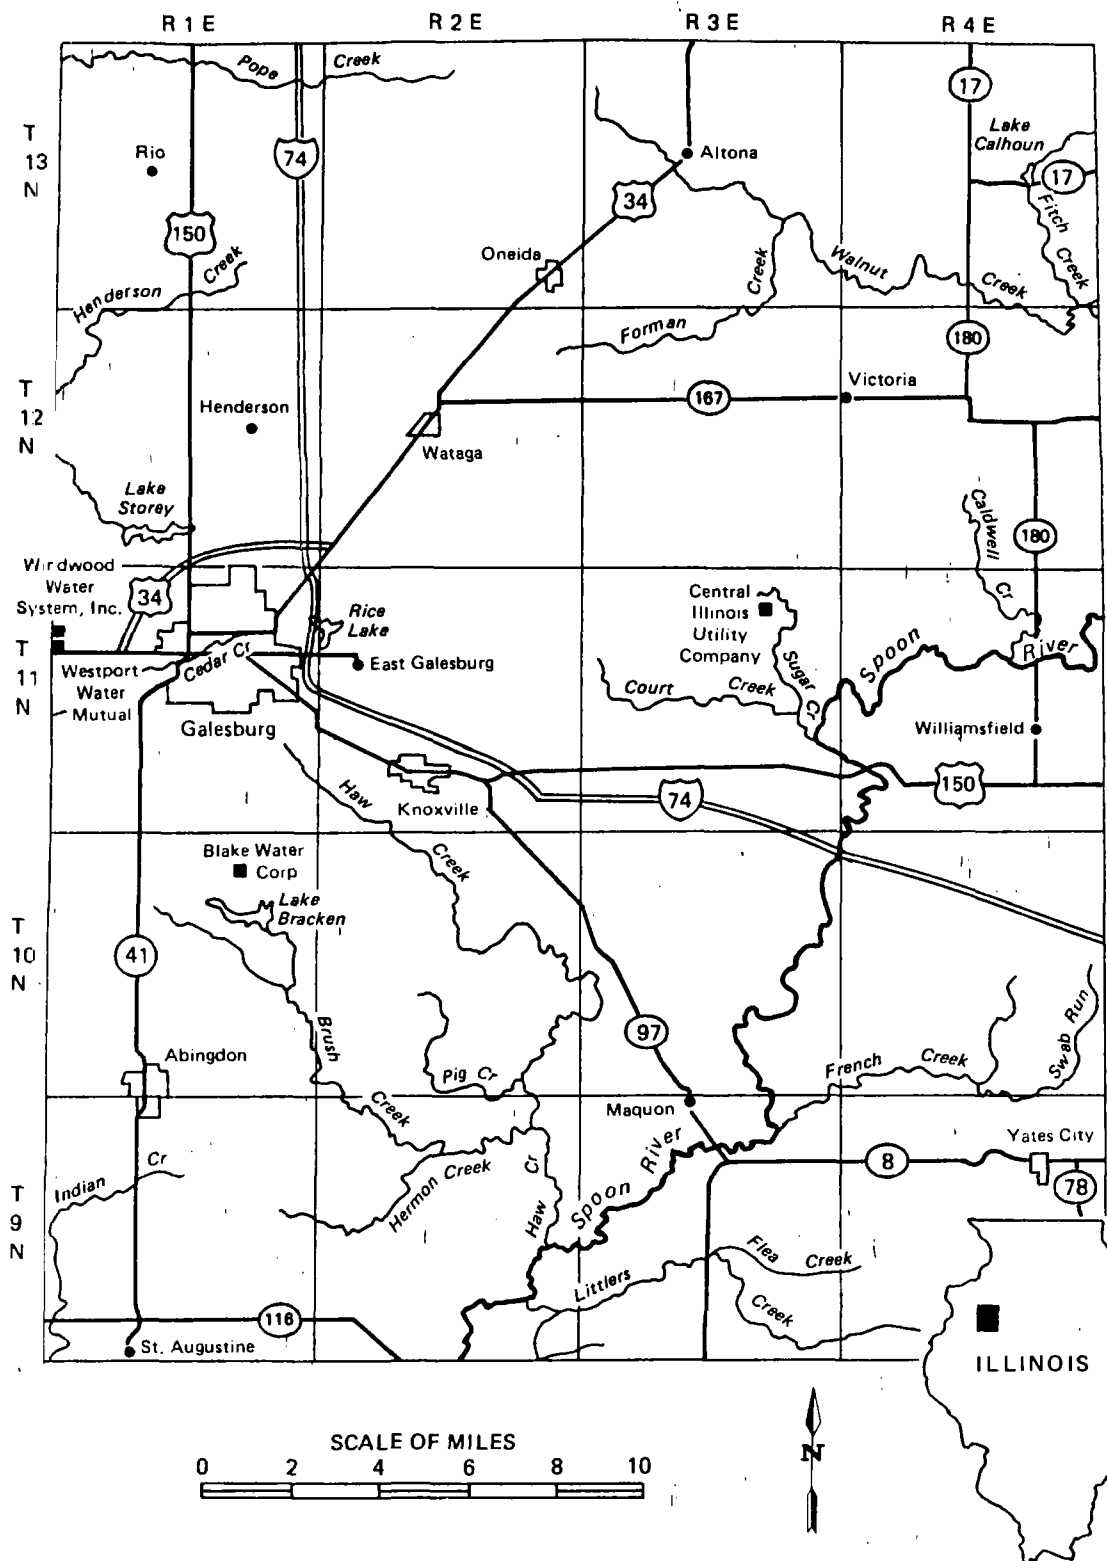 R 1 E
R 2 E
R 3 E
R 4 E
Pope Creek
17
Lake
Calhoun
T
13
N
Rio
74
Altona
17
34
Fitch Creek
150
Oneida
Henderson Creek
Creek
Walnut
Creek
Forman
180
T
12
N
Henderson
167
Victoria
Wataga
Lake
Storey
Caldwell
Cr
180
Windwood
Water
System, Inc.
34
Rice
Lake
Central
Illinois
Utility
Company
Spoon River
T
11
N
Westport
Water
Mutual
Cedar Cr
East Galesburg
Sugar Cr
Court Creek
Galesburg
Williamsfield
Haw
Creek
Knoxville
74
150
Blake Water
Corp
Lake
Bracken
T
10
N
41
Brush
Creek
97
Abingdon
Pig Cr
French Creek
Swab Run
Maquon
River
Yates City
8
78
Indian Cr
Hermon Creek
Haw Cr
Spoon
T
9
N
Flea Creek
Littlers
Creek
116
St. Augustine
ILLINOIS
SCALE OF MILES
0 2 4 6 8 10
N